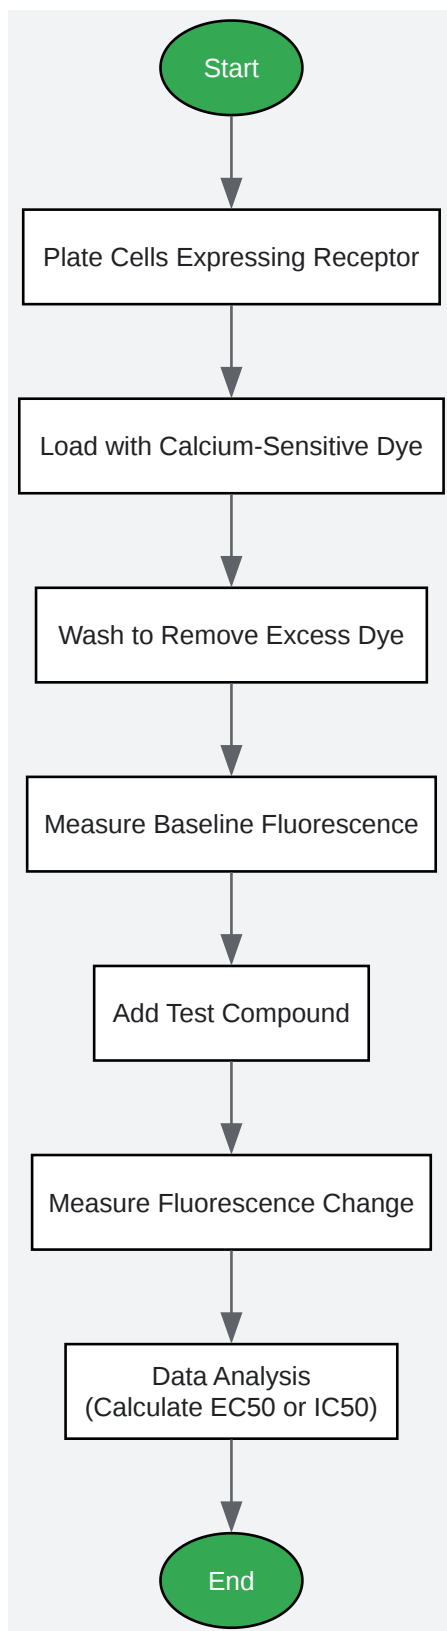 Start
Plate Cells Expressing Receptor
Load with Calcium-Sensitive Dye
Wash to Remove Excess Dye
Measure Baseline Fluorescence
Add Test Compound
Measure Fluorescence Change
Data Analysis
(Calculate EC50 or IC50)
End